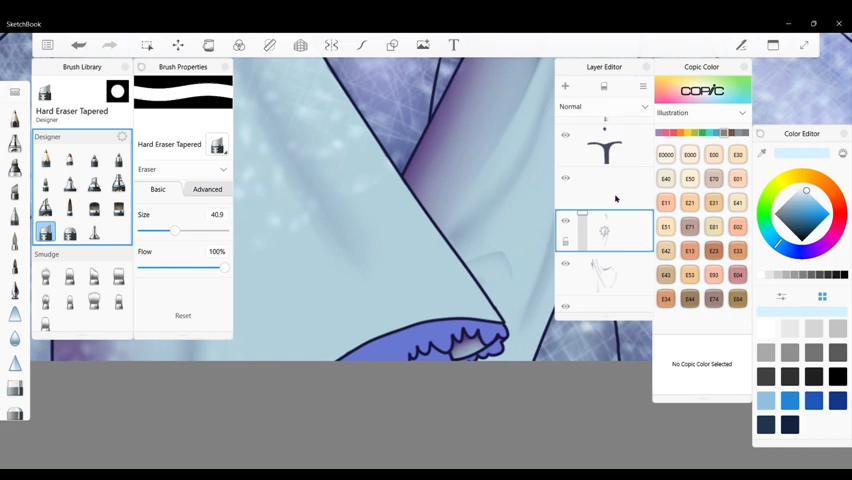 SketchBook
T
Brush Library
Brush Properties
Layer Editor
Copic Color
Color Editor
COPIC
Hard Eraser Tapered
Designer
Smudge
Hard Eraser Tapered
Eraser
Basic
Advanced
Size
40.9
Flow
100%
Reset
Normal
Illustration
E0000 E000 E00 E30
E40 E50 E70 E01
E11 E21 E31 E41
E51 E71 E81 E02
E42 E13 E23 E33
E43 E53 E93 E04
E34 E44 E74 E84
No Copic Color Selected